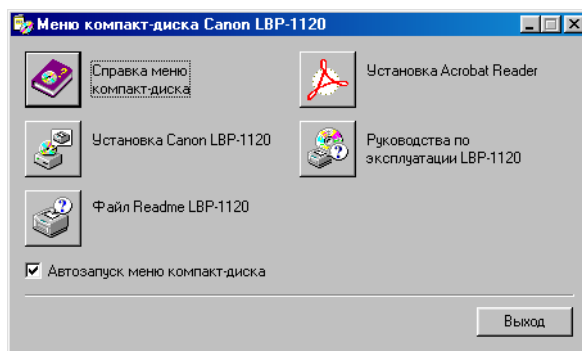 Меню компакт-диска Canon LBP-1120
Справка меню
компакт-диска
Установка Acrobat Reader
Установка Canon LBP-1120
Руководства по
эксплуатации LBP-1120
Файл Readme LBP-1120
Автозапуск меню компакт-диска
Выход